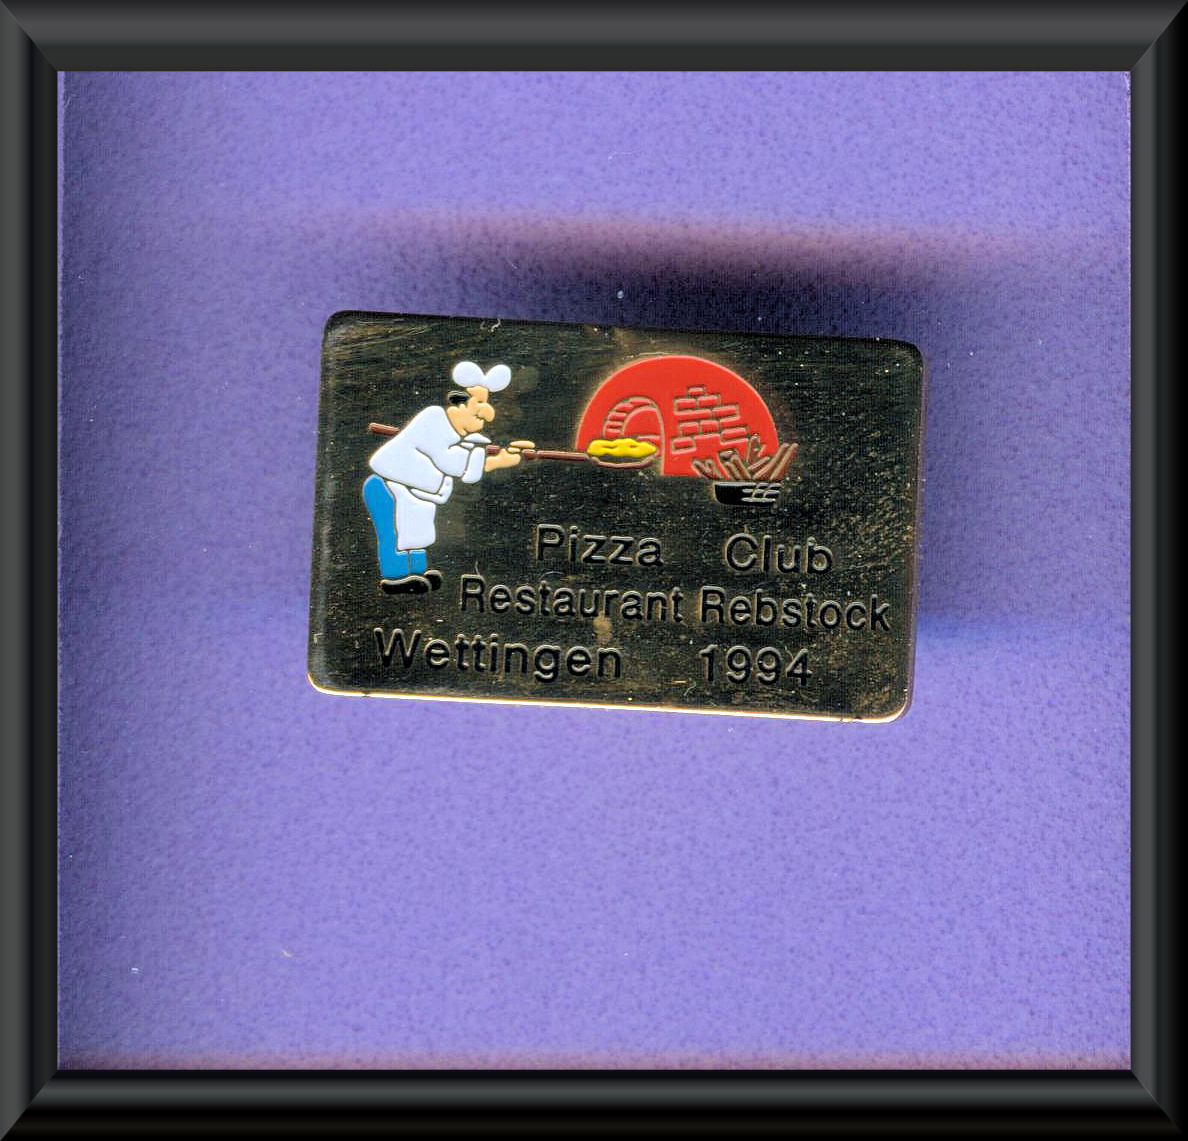 Pizza Club
Restaurant Rebstock
Wettingen 1994